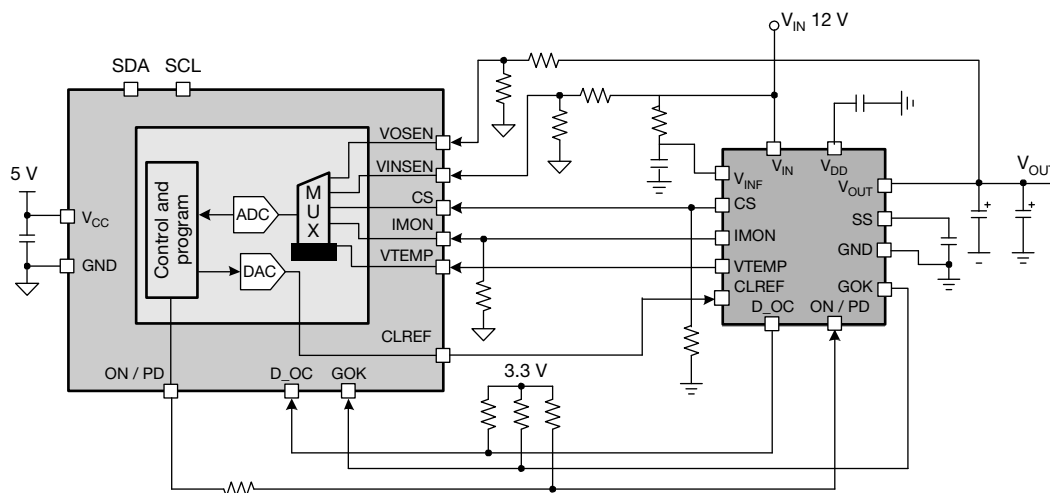 V_IN 12 V
SDA
SCL
5 V
V_CC
GND
Control and
program
ADC
DAC
MUX
VOSEN
VINSEN
CS
IMON
VTEMP
CLREF
ON / PD
D_OC
GOK
3.3 V
V_INF
V_IN
V_DD
V_OUT
V_OUT
CS
SS
IMON
GND
VTEMP
CLREF
GOK
D_OC
ON / PD
+
+